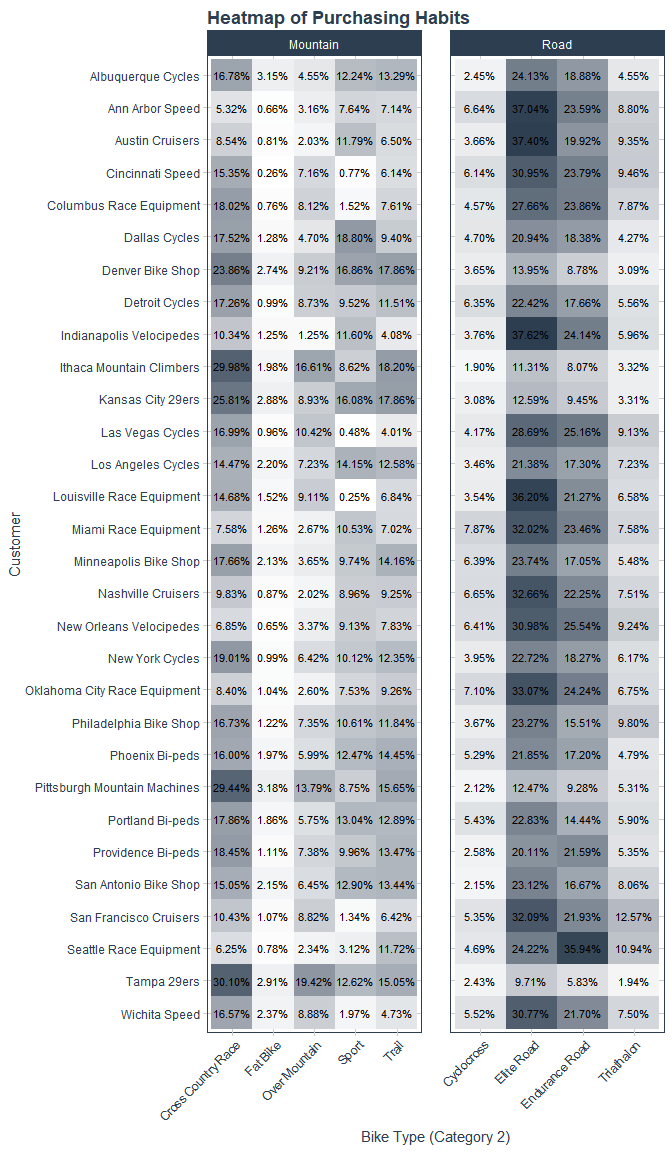 Heatmap of Purchasing Habits
Mountain Road
Albuquerque Cycles 16.78% 3.15% 4.55% 12.24% 13.29% 2.45% 24.13% 18.88% 4.55%
Ann Arbor Speed 5.32% 0.66% 3.16% 7.64% 7.14% 6.64% 37.04% 23.59% 8.80%
Austin Cruisers 8.54% 0.81% 2.03% 11.79% 6.50% 3.66% 37.40% 19.92% 9.35%
Cincinnati Speed 15.35% 0.26% 7.16% 0.77% 6.14% 6.14% 30.95% 23.79% 9.46%
Columbus Race Equipment 18.02% 0.76% 8.12% 1.52% 7.61% 4.57% 27.66% 23.86% 7.87%
Dallas Cycles 17.52% 1.28% 4.70% 18.80% 9.40% 4.70% 20.94% 18.38% 4.27%
Denver Bike Shop 23.86% 2.74% 9.21% 16.86% 17.86% 3.65% 13.95% 8.78% 3.09%
Detroit Cycles 17.26% 0.99% 8.73% 9.52% 11.51% 6.35% 22.42% 17.66% 5.56%
Indianapolis Velocipedes 10.34% 1.25% 1.25% 11.60% 4.08% 3.76% 37.62% 24.14% 5.96%
Ithaca Mountain Climbers 29.98% 1.98% 16.61% 8.62% 18.20% 1.90% 11.31% 8.07% 3.32%
Kansas City 29ers 25.81% 2.88% 8.93% 16.08% 17.86% 3.08% 12.59% 9.45% 3.31%
Las Vegas Cycles 16.99% 0.96% 10.42% 0.48% 4.01% 4.17% 28.69% 25.16% 9.13%
Los Angeles Cycles 14.47% 2.20% 7.23% 14.15% 12.58% 3.46% 21.38% 17.30% 7.23%
Louisville Race Equipment 14.68% 1.52% 9.11% 0.25% 6.84% 3.54% 36.20% 21.27% 6.58%
Miami Race Equipment 7.58% 1.26% 2.67% 10.53% 7.02% 7.87% 32.02% 23.46% 7.58%
Minneapolis Bike Shop 17.66% 2.13% 3.65% 9.74% 14.16% 6.39% 23.74% 17.05% 5.48%
Nashville Cruisers 9.83% 0.87% 2.02% 8.96% 9.25% 6.65% 32.66% 22.25% 7.51%
New Orleans Velocipedes 6.85% 0.65% 3.37% 9.13% 7.83% 6.41% 30.98% 25.54% 9.24%
New York Cycles 19.01% 0.99% 6.42% 10.12% 12.35% 3.95% 22.72% 18.27% 6.17%
Oklahoma City Race Equipment 8.40% 1.04% 2.60% 7.53% 9.26% 7.10% 33.07% 24.24% 6.75%
Philadelphia Bike Shop 16.73% 1.22% 7.35% 10.61% 11.84% 3.67% 23.27% 15.51% 9.80%
Phoenix Bi-peds 16.00% 1.97% 5.99% 12.47% 14.45% 5.29% 21.85% 17.20% 4.79%
Pittsburgh Mountain Machines 29.44% 3.18% 13.79% 8.75% 15.65% 2.12% 12.47% 9.28% 5.31%
Portland Bi-peds 17.86% 1.86% 5.75% 13.04% 12.89% 5.43% 22.83% 14.44% 5.90%
Providence Bi-peds 18.45% 1.11% 7.38% 9.96% 13.47% 2.58% 20.11% 21.59% 5.35%
San Antonio Bike Shop 15.05% 2.15% 6.45% 12.90% 13.44% 2.15% 23.12% 16.67% 8.06%
San Francisco Cruisers 10.43% 1.07% 8.82% 1.34% 6.42% 5.35% 32.09% 21.93% 12.57%
Seattle Race Equipment 6.25% 0.78% 2.34% 3.12% 11.72% 4.69% 24.22% 35.94% 10.94%
Tampa 29ers 30.10% 2.91% 19.42% 12.62% 15.05% 2.43% 9.71% 5.83% 1.94%
Wichita Speed 16.57% 2.37% 8.88% 1.97% 4.73% 5.52% 30.77% 21.70% 7.50%
Customer
Cross Country Race Fat Bike Over Mountain Sport Trail Cyclocross Elite Road Endurance Road Triathalon
Bike Type (Category 2)